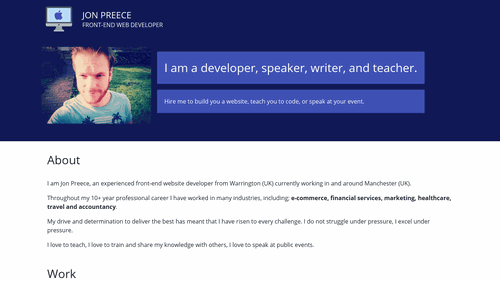 JON PREECE
FRONT-END WEB DEVELOPER
I am a developer, speaker, writer, and teacher.
Hire me to build you a website, teach you to code, or speak at your event.
About
I am Jon Preece, an experienced front-end website developer from Warrington (UK) currently working in and around Manchester (UK).
Throughout my 10+ year professional career I have worked in many industries, including; e-commerce, financial services, marketing, healthcare,
travel and accountancy.
My drive and determination to deliver the best has meant that I have risen to every challenge. I do not struggle under pressure, I excel under
pressure.
I love to teach, I love to train and share my knowledge with others, I love to speak at public events.
Work